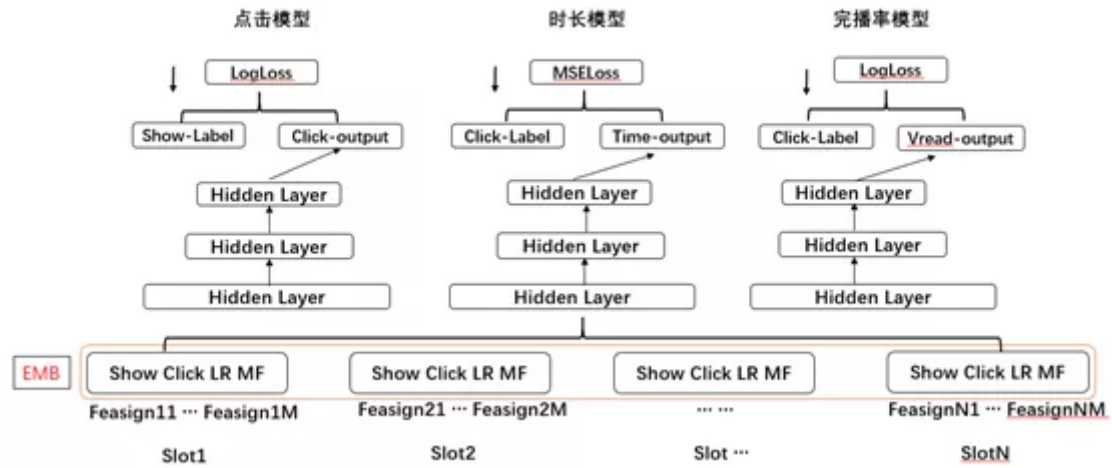 点击模型 时长模型 完播率模型
LogLoss MSELoss LogLoss
Show-Label Click-output Click-Label Time-output Click-Label Vread-output
Hidden Layer Hidden Layer Hidden Layer
Hidden Layer Hidden Layer Hidden Layer
Hidden Layer Hidden Layer Hidden Layer
EMB Show Click LR MF Show Click LR MF Show Click LR MF Show Click LR MF
Feasign11 ··· Feasign1M Feasign21 ··· Feasign2M ··· ··· FeasignN1 ··· FeasignNM
Slot1 Slot2 Slot ··· SlotN